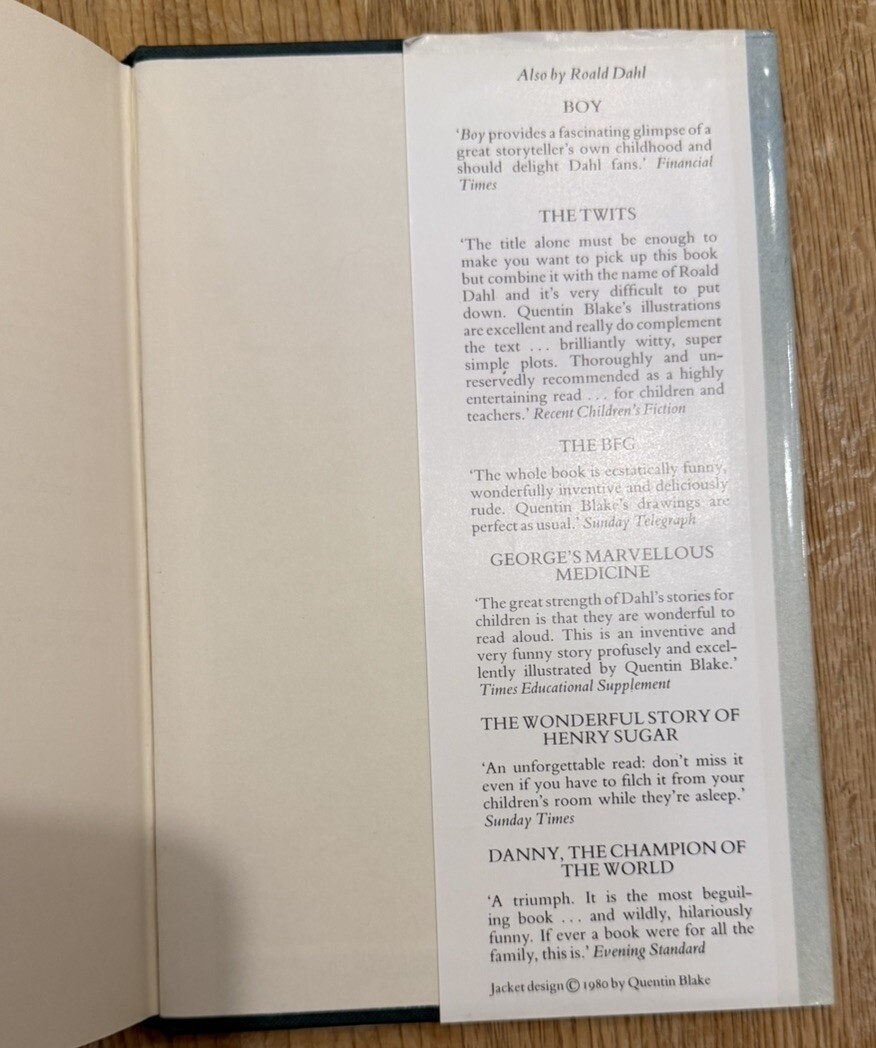 Also by Roald Dahl
BOY
‘Boy provides a fascinating glimpse of a
great storyteller’s own childhood and
should delight Dahl fans.’ Financial
Times
THE TWITS
‘The title alone must be enough to
make you want to pick up this book
but combine it with the name of Roald
Dahl and it’s very difficult to put
down. Quentin Blake’s illustrations
are excellent and really do complement
the text ... brilliantly witty, super
simple plots. Thoroughly and un-
reservedly recommended as a highly
entertaining read ... for children and
teachers.’ Recent Children’s Fiction
THE BFG
‘The whole book is ecstatically funny,
wonderfully inventive and deliciously
rude. Quentin Blake’s drawings are
perfect as usual.’ Sunday Telegraph
GEORGE’S MARVELLOUS
MEDICINE
‘The great strength of Dahl’s stories for
children is that they are wonderful to
read aloud. This is an inventive and
very funny story profusely and excel-
lently illustrated by Quentin Blake.’
Times Educational Supplement
THE WONDERFUL STORY OF
HENRY SUGAR
‘An unforgettable read: don’t miss it
even if you have to filch it from your
children’s room while they’re asleep.’
Sunday Times
DANNY, THE CHAMPION OF
THE WORLD
‘A triumph. It is the most beguil-
ing book ... and wildly, hilariously
funny. If ever a book were for all the
family, this is.’ Evening Standard
Jacket design © 1980 by Quentin Blake